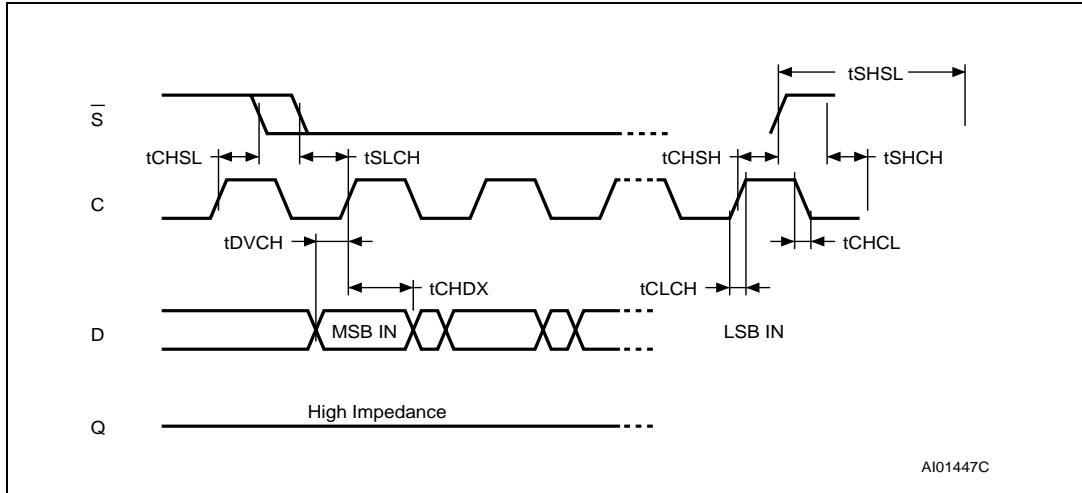 tSHSL
S̅
tCHSL
tSLCH
tCHSH
tSHCH
C
tDVCH
tCHCL
tCHDX
tCLCH
D
MSB IN
LSB IN
High Impedance
Q
AI01447C